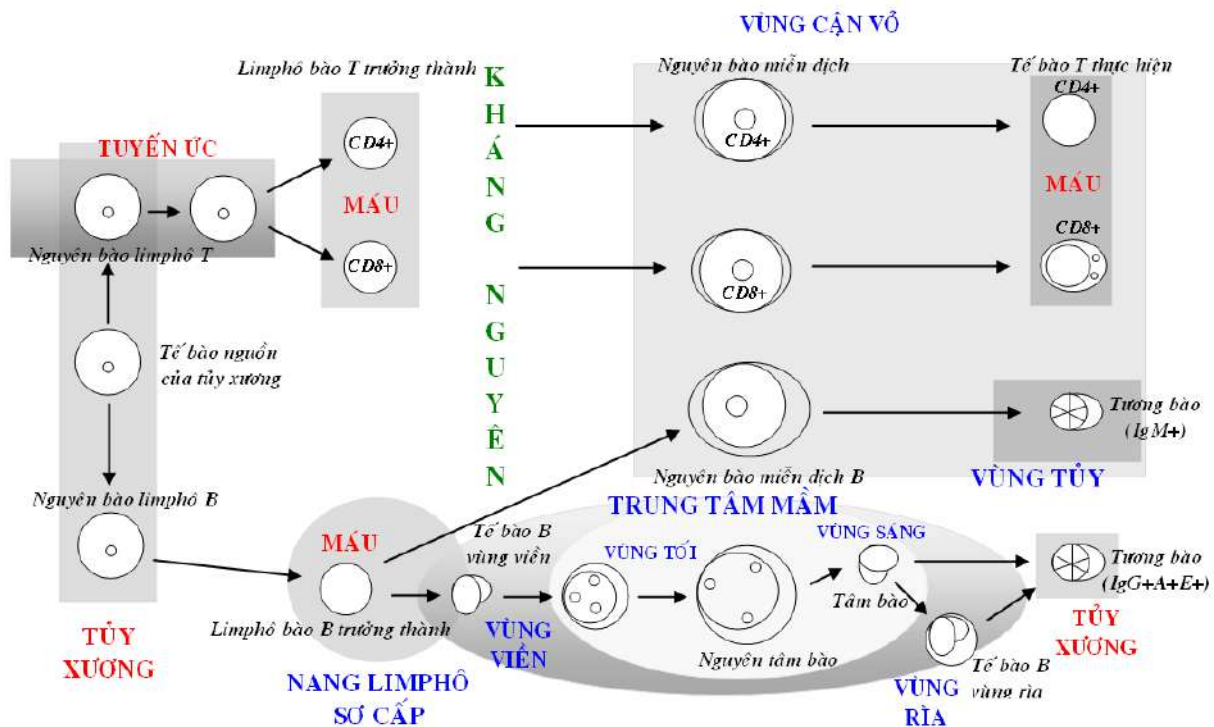 VÙNG CẬN VỎ
Limphô bào T trưởng thành
KHÁNG NGUYÊN
Nguyên bào miễn dịch
Tế bào T thực hiện
CD4+
TUYẾN ỨC
CD4+
CD4+
MÁU
MÁU
CD8+
Nguyên bào limphô T
CD8+
CD8+
Tế bào nguồn
của tủy xương
Tương bào
(IgM+)
Nguyên bào miễn dịch B
VÙNG TỦY
Nguyên bào limphô B
TRUNG TÂM MẦM
MÁU
Tế bào B
vùng viền
VÙNG TỐI
VÙNG SÁNG
Tương bào
(IgG+A+E+)
Tâm bào
Limphô bào B trưởng thành
VÙNG
VIỀN
Nguyên tâm bào
TỦY
XƯƠNG
TỦY
XƯƠNG
NANG LIMPHÔ
SƠ CẤP
VÙNG
RÌA
Tế bào B
vùng rìa